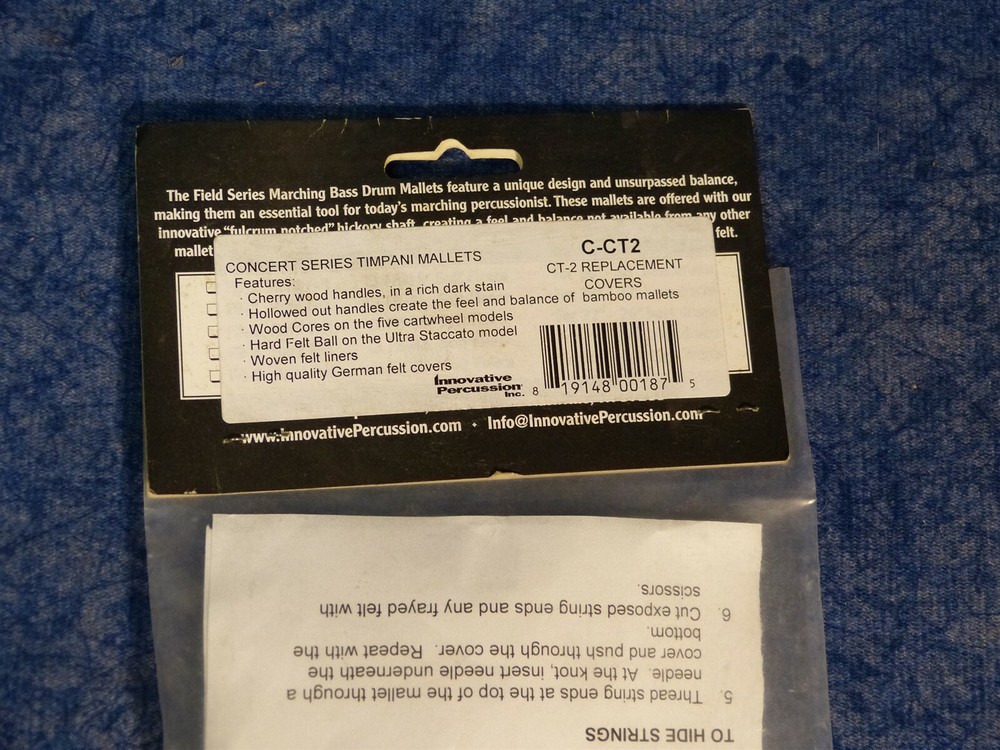 The Field Series Marching Bass Drum Mallets feature a unique design and unsurpassed balance,
making them an essential tool for today's marching percussionist. These mallets are offered with our
innovative "fulcrum notched" hickory shaft, creating a feel and balance not available from any other
mallet felt.
CONCERT SERIES TIMPANI MALLETS
Features:
· Cherry wood handles, in a rich dark stain
· Hollowed out handles create the feel and balance of bamboo mallets
· Wood Cores on the five cartwheel models
· Hard Felt Ball on the Ultra Staccato model
· Woven felt liners
· High quality German felt covers
C-CT2
CT-2 REPLACEMENT
COVERS
Innovative
Percussion
Inc.
8 19148 00187 5
www.InnovativePercussion.com • Info@InnovativePercussion.com
TO HIDE STRINGS
5. Thread string ends at the top of the mallet through a
needle. At the knot, insert needle underneath the
cover and push through the cover. Repeat with the
bottom.
6. Cut exposed string ends and any frayed felt with
scissors.